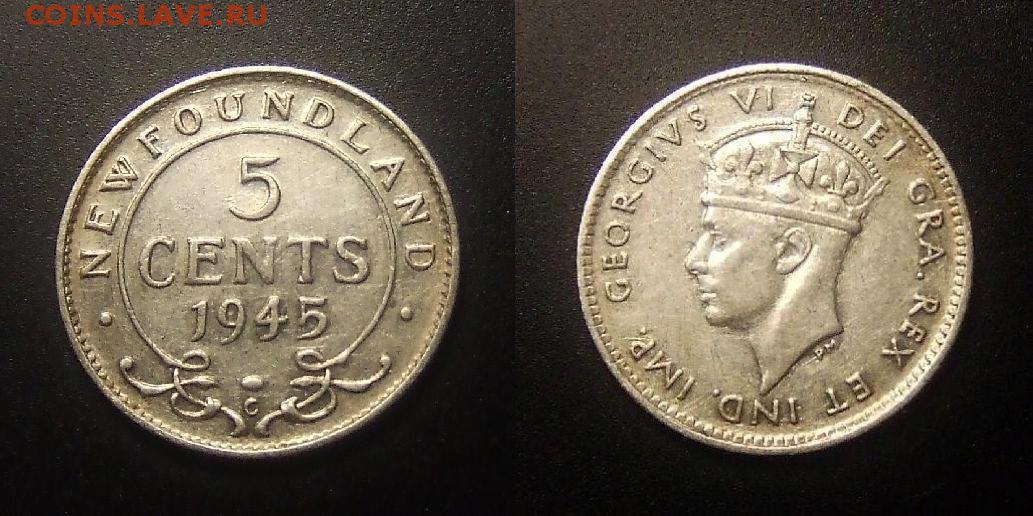 COINS.LAVE.RU
NEWFOUNDLAND
5
CENTS
1945
C
GEORGIVS VI DEI GRA. REX ET IND. IMP.
PM